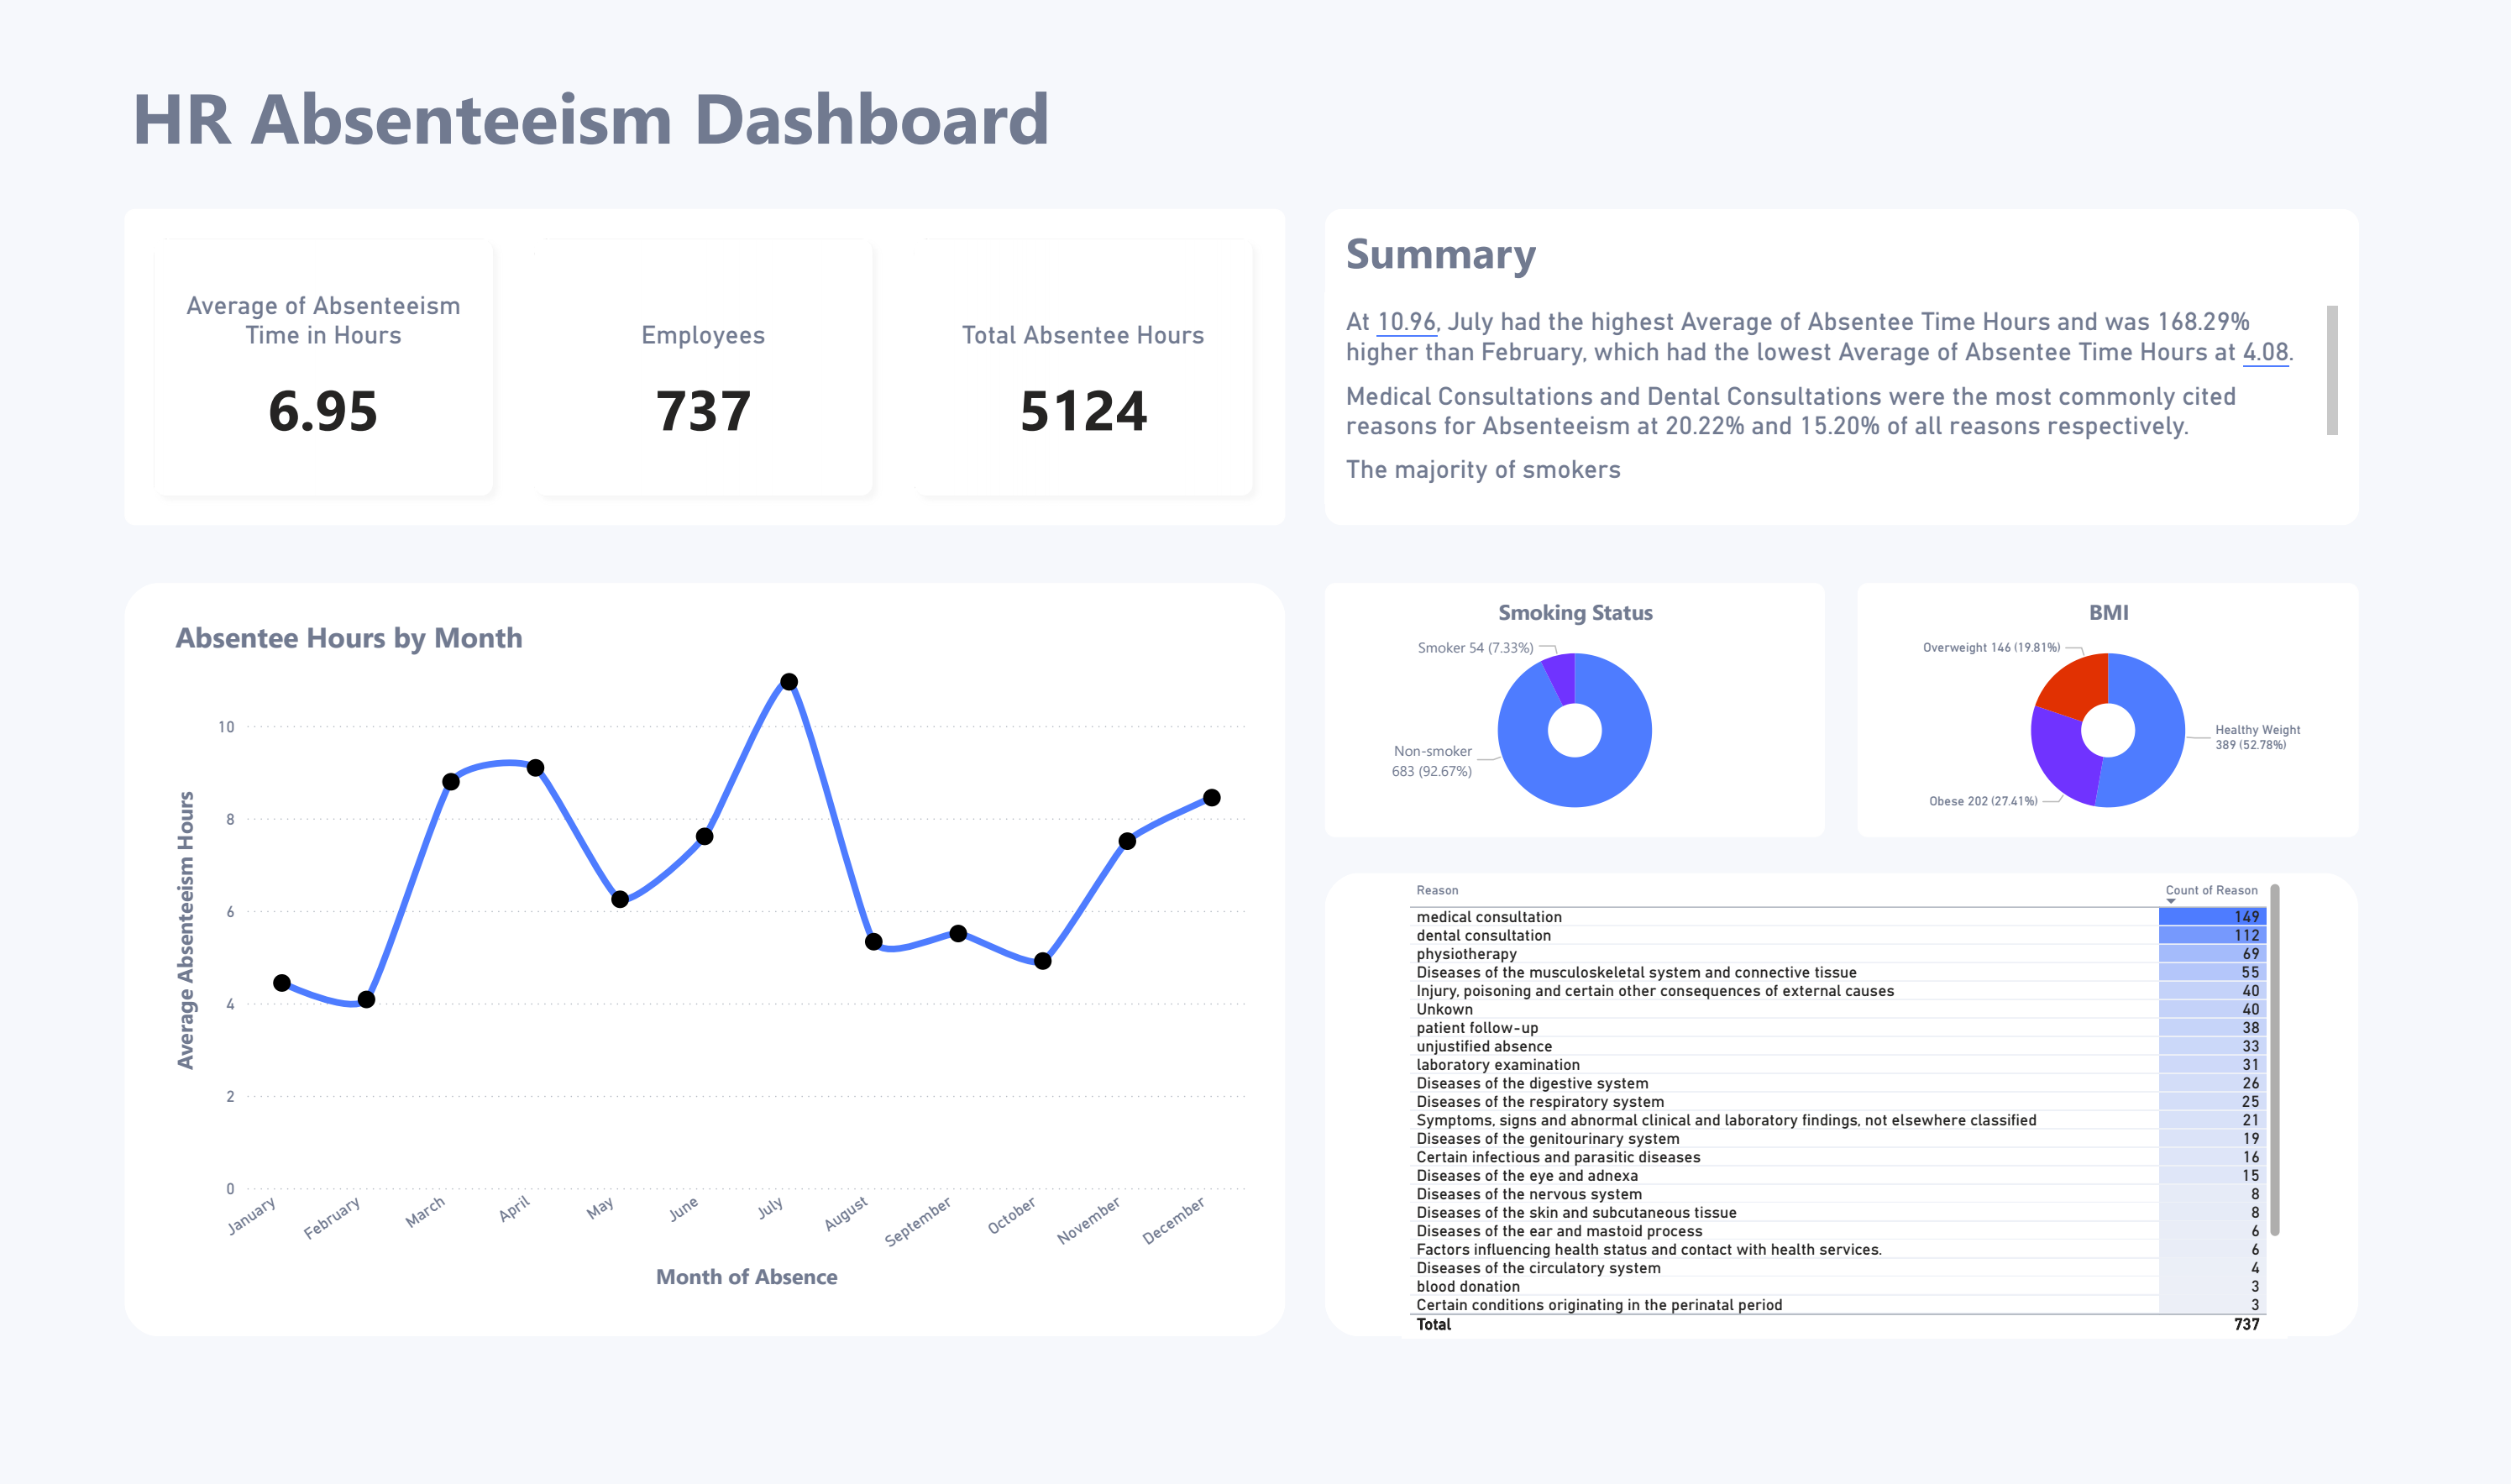 HR Absenteeism Dashboard
Average of Absenteeism
Time in Hours
6.95
Employees
737
Total Absentee Hours
5124
Summary
At 10.96, July had the highest Average of Absentee Time Hours and was 168.29%
higher than February, which had the lowest Average of Absentee Time Hours at 4.08.
Medical Consultations and Dental Consultations were the most commonly cited
reasons for Absenteeism at 20.22% and 15.20% of all reasons respectively.
The majority of smokers
Absentee Hours by Month
Average Absenteeism Hours
10
8
6
4
2
0
January
February
March
April
May
June
July
August
September
October
November
December
Month of Absence
Smoking Status
Smoker 54 (7.33%)
Non-smoker
683 (92.67%)
BMI
Overweight 146 (19.81%)
Healthy Weight
389 (52.78%)
Obese 202 (27.41%)
Reason Count of Reason
medical consultation 149
dental consultation 112
physiotherapy 69
Diseases of the musculoskeletal system and connective tissue 55
Injury, poisoning and certain other consequences of external causes 40
Unkown 40
patient follow-up 38
unjustified absence 33
laboratory examination 31
Diseases of the digestive system 26
Diseases of the respiratory system 25
Symptoms, signs and abnormal clinical and laboratory findings, not elsewhere classified 21
Diseases of the genitourinary system 19
Certain infectious and parasitic diseases 16
Diseases of the eye and adnexa 15
Diseases of the nervous system 8
Diseases of the skin and subcutaneous tissue 8
Diseases of the ear and mastoid process 6
Factors influencing health status and contact with health services. 6
Diseases of the circulatory system 4
blood donation 3
Certain conditions originating in the perinatal period 3
Total 737